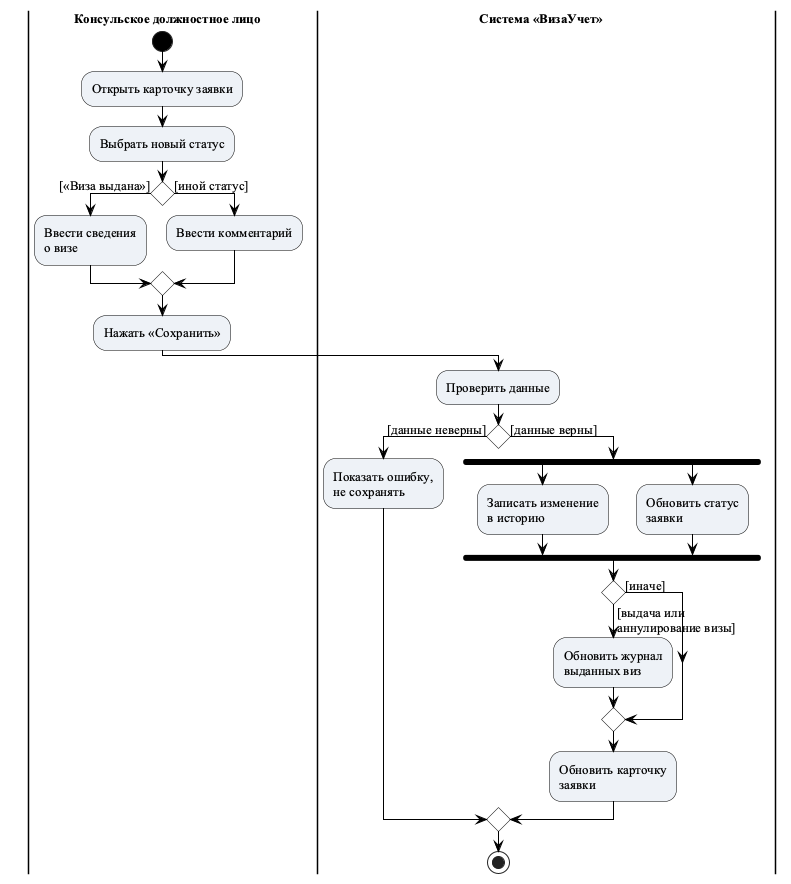 Консульское должностное лицо
Система «ВизаУчет»
Открыть карточку заявки
Выбрать новый статус
[«Виза выдана»]
[иной статус]
Ввести сведения
о визе
Ввести комментарий
Нажать «Сохранить»
Проверить данные
[данные неверны]
[данные верны]
Показать ошибку,
не сохранять
Записать изменение
в историю
Обновить статус
заявки
[иначе]
[выдача или
аннулирование визы]
Обновить журнал
выданных виз
Обновить карточку
заявки